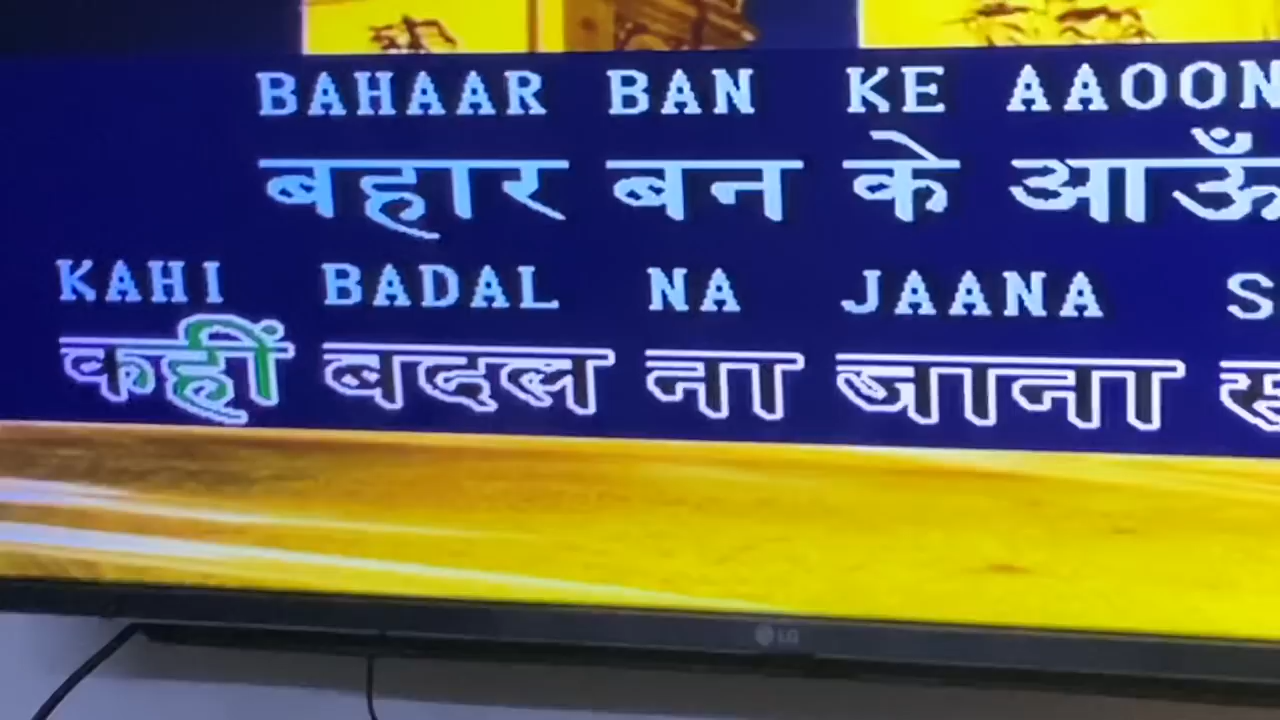 BAHAAR BAN KE AAOON
बहार बन के आऊँ
KAHI BADAL NA JAANA S
कहीं बदल ना जाना
LG